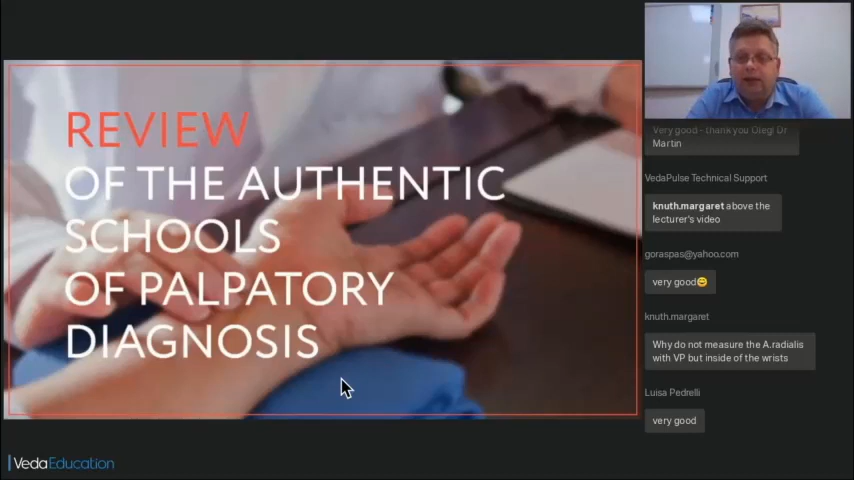 REVIEW
OF THE AUTHENTIC
SCHOOLS
OF PALPATORY
DIAGNOSIS
VedaEducation
Very good - thank you Oleg! Dr
Martin
VedaPulse Technical Support
knuth.margaret above the
lecturer's video
goraspas@yahoo.com
very good😄
knuth.margaret
Why do not measure the A.radialis
with VP but inside of the wrists
Luisa Pedrelli
very good